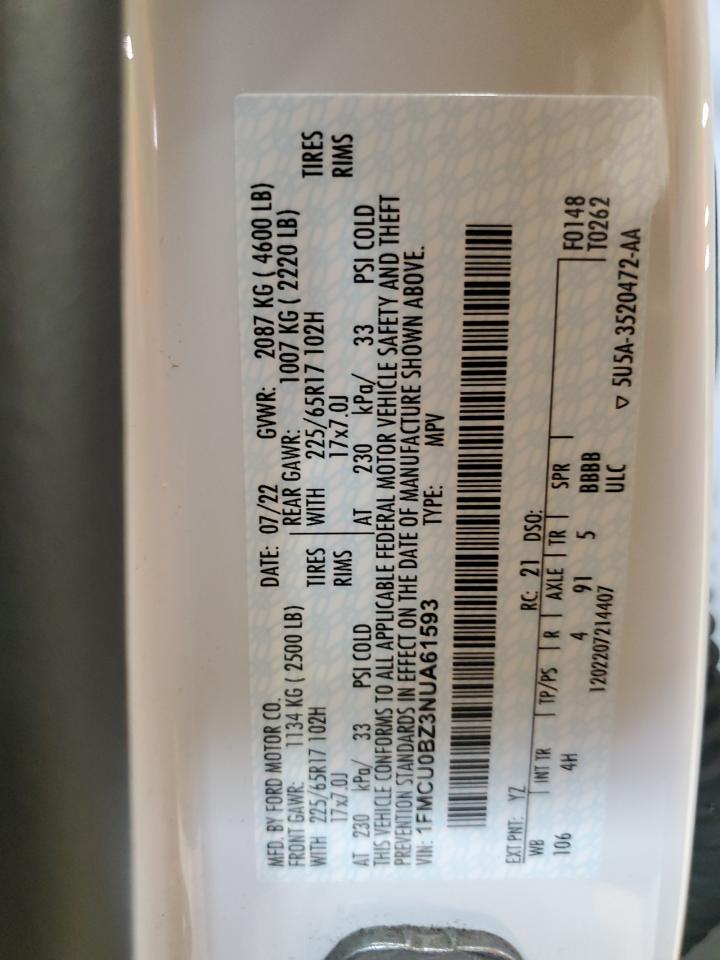 MFD. BY FORD MOTOR CO.
DATE: 07/22 GVWR: 2087 KG ( 4600 LB)
FRONT GAWR: 1134 KG ( 2500 LB) REAR GAWR: 1007 KG ( 2220 LB)
WITH 225/65R17 102H TIRES WITH 225/65R17 102H TIRES
17x7.0J RIMS 17x7.0J RIMS
AT 230 kPa/ 33 PSI COLD AT 230 kPa/ 33 PSI COLD
THIS VEHICLE CONFORMS TO ALL APPLICABLE FEDERAL MOTOR VEHICLE SAFETY AND THEFT
PREVENTION STANDARDS IN EFFECT ON THE DATE OF MANUFACTURE SHOWN ABOVE.
VIN: 1FMCU0BZ3NUA61593 TYPE: MPV
EXT PNT: YZ RC: 21 DSO: F0148
WB INT TR TP/PS R AXLE TR SPR T0262
106 4H 4 91 5 BBBB
1202207214407 ULC ▽ 5U5A-3520472-AA